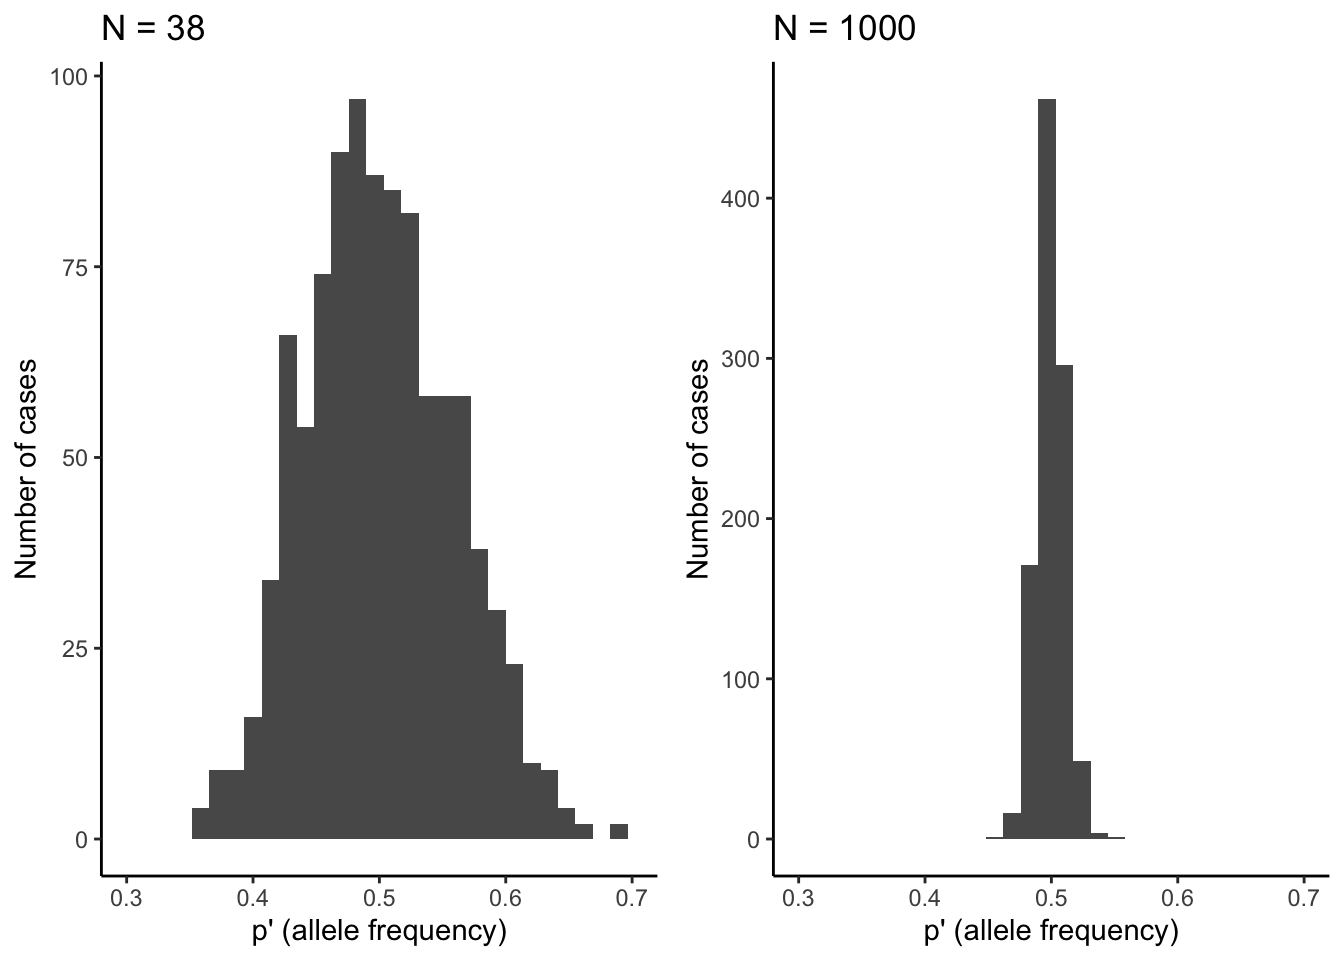 N = 38
100
75
50
25
0
Number of cases
0.3 0.4 0.5 0.6 0.7
p' (allele frequency)
N = 1000
400
300
200
100
0
Number of cases
0.3 0.4 0.5 0.6 0.7
p' (allele frequency)